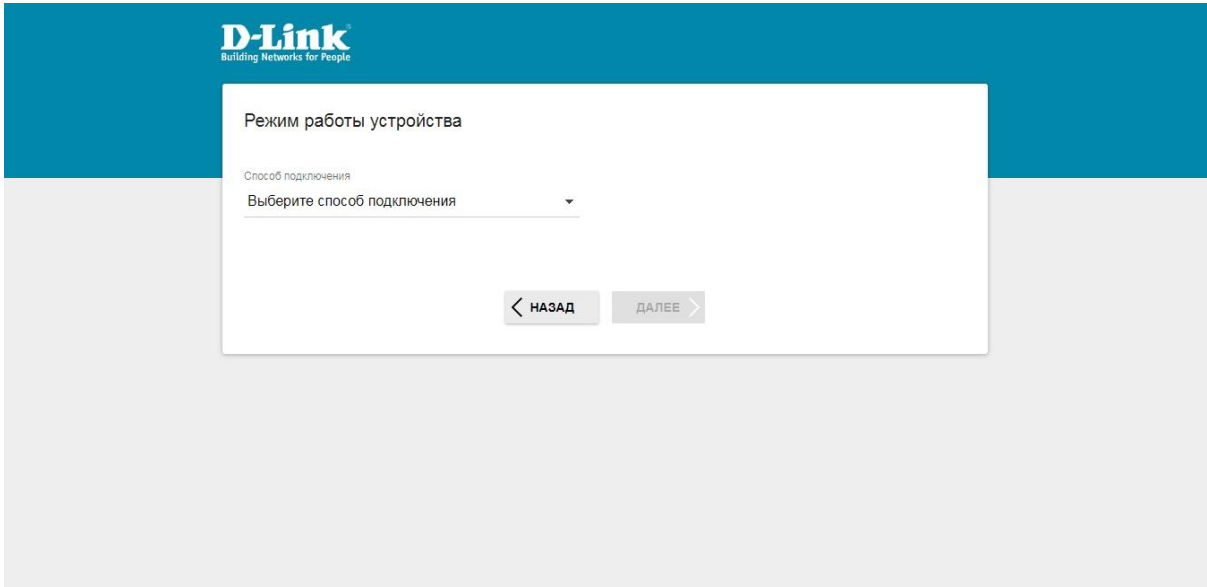 D-Link
Building Networks for People
Режим работы устройства
Способ подключения
Выберите способ подключения
НАЗАД
ДАЛЕЕ